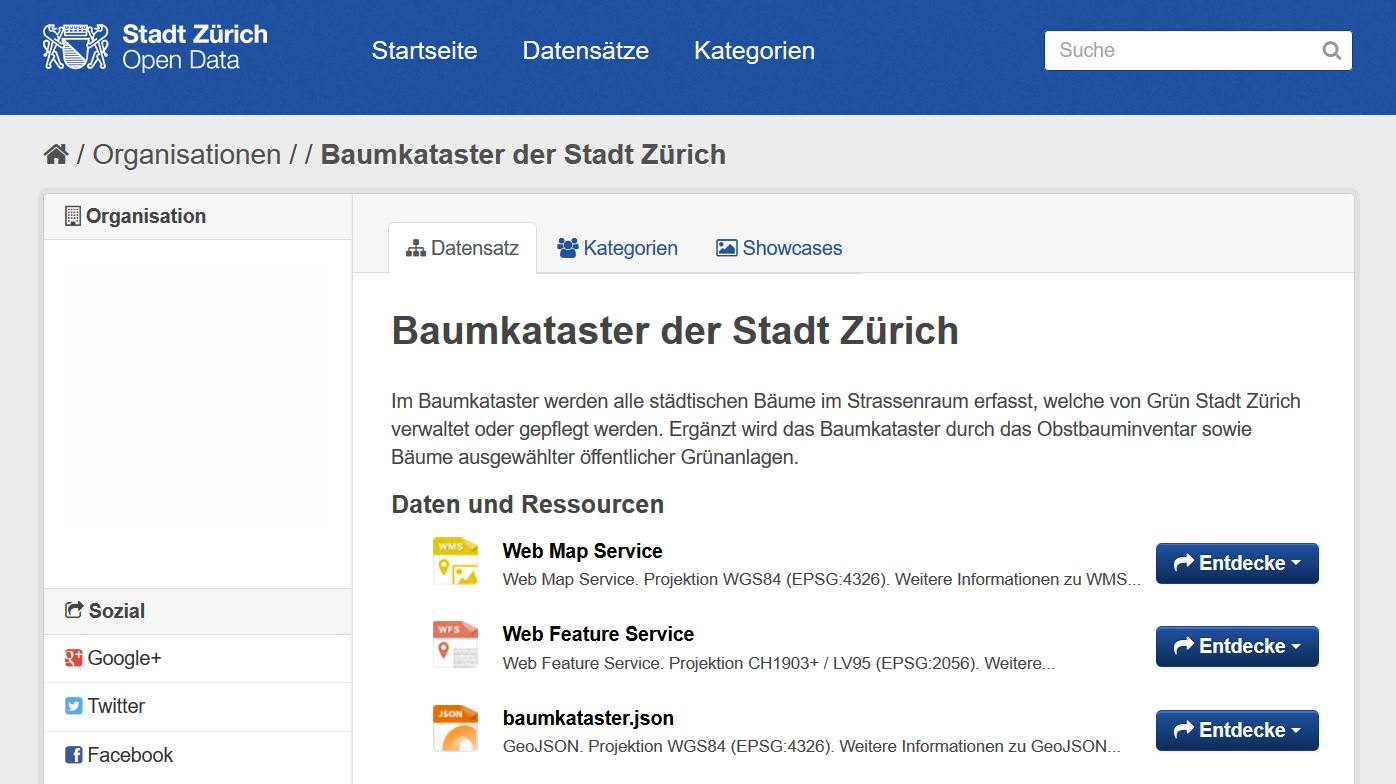 Stadt Zürich
Open Data
Startseite
Datensätze
Kategorien
Suche
/ Organisationen / / Baumkataster der Stadt Zürich
Organisation
Datensatz
Kategorien
Showcases
Baumkataster der Stadt Zürich
Im Baumkataster werden alle städtischen Bäume im Strassenraum erfasst, welche von Grün Stadt Zürich
verwaltet oder gepflegt werden. Ergänzt wird das Baumkataster durch das Obstbauminventar sowie
Bäume ausgewählter öffentlicher Grünanlagen.
Daten und Ressourcen
WMS
Web Map Service
Web Map Service. Projektion WGS84 (EPSG:4326). Weitere Informationen zu WMS...
Entdecke
WFS
Web Feature Service
Web Feature Service. Projektion CH1903+ / LV95 (EPSG:2056). Weitere...
Entdecke
JSON
baumkataster.json
GeoJSON. Projektion WGS84 (EPSG:4326). Weitere Informationen zu GeoJSON...
Entdecke
Sozial
Google+
Twitter
Facebook